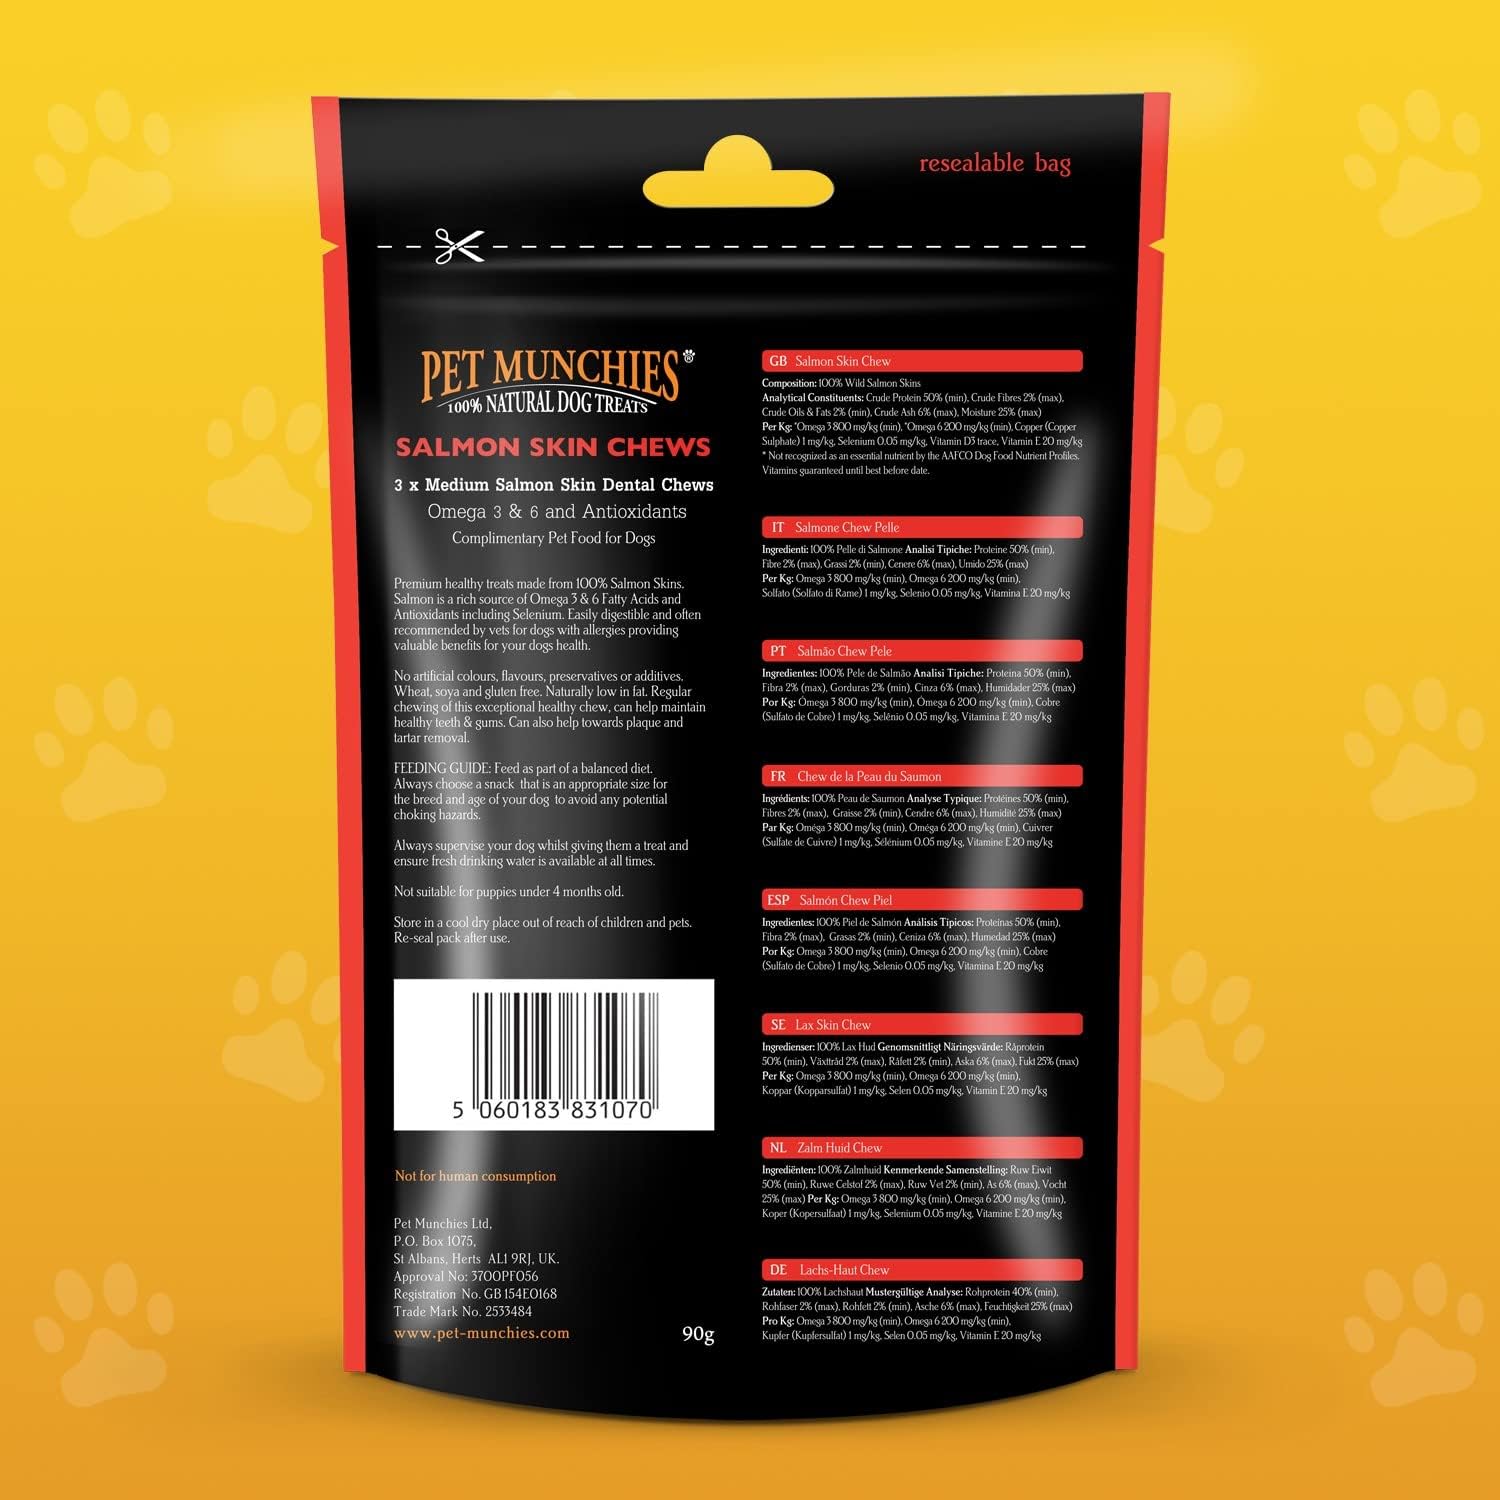 resealable bag
PET MUNCHIES®
100% NATURAL DOG TREATS
SALMON SKIN CHEWS
3 x Medium Salmon Skin Dental Chews
Omega 3 & 6 and Antioxidants
Complimentary Pet Food for Dogs
Premium healthy treats made from 100% Salmon Skins.
Salmon is a rich source of Omega 3 & 6 Fatty Acids and
Antioxidants including Selenium. Easily digestible and often
recommended by vets for dogs with allergies providing
valuable benefits for your dogs health.
No artificial colours, flavours, preservatives or additives.
Wheat, soya and gluten free. Naturally low in fat. Regular
chewing of this exceptional healthy chew, can help maintain
healthy teeth & gums. Can also help towards plaque and
tartar removal.
FEEDING GUIDE: Feed as part of a balanced diet.
Always choose a snack that is an appropriate size for
the breed and age of your dog to avoid any potential
choking hazards.
Always supervise your dog whilst giving them a treat and
ensure fresh drinking water is available at all times.
Not suitable for puppies under 4 months old.
Store in a cool dry place out of reach of children and pets.
Re-seal pack after use.
5 060183 831070
Not for human consumption
Pet Munchies Ltd,
P.O. Box 1075,
St Albans, Herts AL1 9RJ, UK.
Approval No: 3700PF056
Registration No. GB 154E0168
Trade Mark No. 2533484
www.pet-munchies.com
90g
GB Salmon Skin Chew
Composition: 100% Wild Salmon Skins
Analytical Constituents: Crude Protein 50% (min), Crude Fibres 2% (max),
Crude Oils & Fats 2% (min), Crude Ash 6% (max), Moisture 25% (max)
Per Kg: *Omega 3 800 mg/kg (min), *Omega 6 200 mg/kg (min), Copper (Copper
Sulphate) 1 mg/kg, Selenium 0.05 mg/kg, Vitamin D3 trace, Vitamin E 20 mg/kg
* Not recognized as an essential nutrient by the AAFCO Dog Food Nutrient Profiles.
Vitamins guaranteed until best before date.
IT Salmone Chew Pelle
Ingredienti: 100% Pelle di Salmone Analisi Tipiche: Proteine 50% (min),
Fibre 2% (max), Grassi 2% (min), Cenere 6% (max), Umido 25% (max)
Per Kg: Omega 3 800 mg/kg (min), Omega 6 200 mg/kg (min),
Solfato (Solfato di Rame) 1 mg/kg, Selenio 0.05 mg/kg, Vitamina E 20 mg/kg
PT Salmão Chew Pele
Ingredientes: 100% Pele de Salmão Analisi Tipiche: Proteina 50% (min),
Fibra 2% (max), Gorduras 2% (min), Cinza 6% (max), Humidader 25% (max)
Por Kg: Ómega 3 800 mg/kg (min), Ómega 6 200 mg/kg (min), Cobre
(Sulfato de Cobre) 1 mg/kg, Selênio 0.05 mg/kg, Vitamina E 20 mg/kg
FR Chew de la Peau du Saumon
Ingrédients: 100% Peau de Saumon Analyse Typique: Protéines 50% (min),
Fibres 2% (max), Graisse 2% (min), Cendre 6% (max), Humidité 25% (max)
Par Kg: Oméga 3 800 mg/kg (min), Oméga 6 200 mg/kg (min), Cuivrer
(Sulfate de Cuivre) 1 mg/kg, Sélénium 0.05 mg/kg, Vitamine E 20 mg/kg
ESP Salmón Chew Piel
Ingredientes: 100% Piel de Salmón Análisis Típicos: Proteínas 50% (min),
Fibra 2% (max), Grasas 2% (min), Ceniza 6% (max), Humedad 25% (max)
Por Kg: Omega 3 800 mg/kg (min), Omega 6 200 mg/kg (min), Cobre
(Sulfato de Cobre) 1 mg/kg, Selenio 0.05 mg/kg, Vitamina E 20 mg/kg
SE Lax Skin Chew
Ingredienser: 100% Lax Hud Genomsnittligt Näringsvärde: Råprotein
50% (min), Växttråd 2% (max), Råfett 2% (min), Aska 6% (max), Fukt 25% (max)
Per Kg: Omega 3 800 mg/kg (min), Omega 6 200 mg/kg (min),
Koppar (Kopparsulfat) 1 mg/kg, Selen 0.05 mg/kg, Vitamin E 20 mg/kg
NL Zalm Huid Chew
Ingrediënten: 100% Zalmhuid Kenmerkende Samenstelling: Ruw Eiwit
50% (min), Ruwe Celstof 2% (max), Ruw Vet 2% (min), As 6% (max), Vocht
25% (max) Per Kg: Omega 3 800 mg/kg (min), Omega 6 200 mg/kg (min),
Koper (Kopersulfaat) 1 mg/kg, Selenium 0.05 mg/kg, Vitamine E 20 mg/kg
DE Lachs-Haut Chew
Zutaten: 100% Lachshaut Mustergültige Analyse: Rohprotein 40% (min),
Rohfaser 2% (max), Rohfett 2% (min), Asche 6% (max), Feuchtigkeit 25% (max)
Pro Kg: Omega 3 800 mg/kg (min), Omega 6 200 mg/kg (min),
Kupfer (Kupfersulfat) 1 mg/kg, Selen 0.05 mg/kg, Vitamin E 20 mg/kg